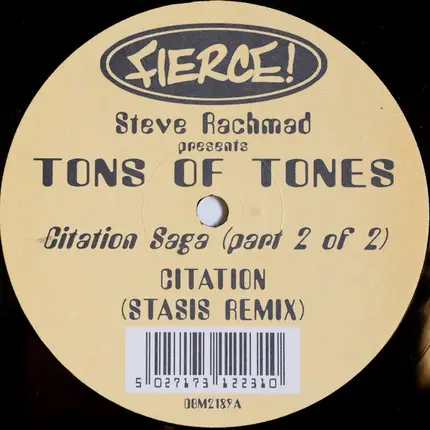 FIERCE!
Steve Rachmad
presents
TONS OF TONES
Citation Saga (part 2 of 2)
CITATION
(STASIS REMIX)
5 027173 122310
OBM2189A